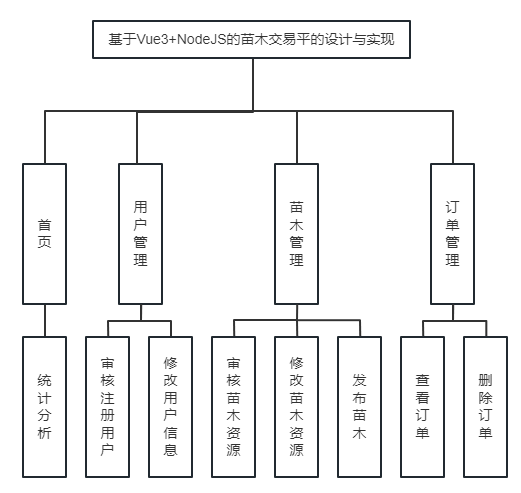 基于Vue3+NodeJS的苗木交易平的设计与实现
首页
用户管理
苗木管理
订单管理
统计分析
审核注册用户
修改用户信息
审核苗木资源
修改苗木资源
发布苗木
查看订单
删除订单